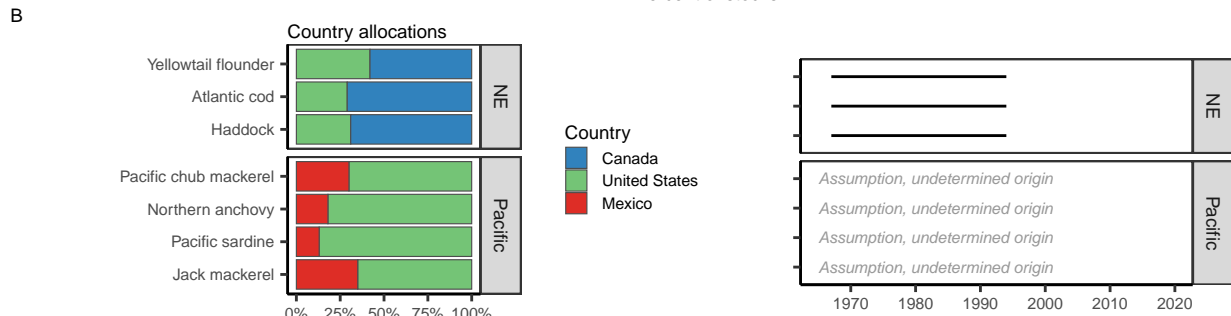 B
Country allocations
Yellowtail flounder
Atlantic cod
Haddock
NE
Pacific chub mackerel
Northern anchovy
Pacific sardine
Jack mackerel
Pacific
0% 25% 50% 75% 100%
Country
Canada
United States
Mexico
NE
Assumption, undetermined origin
Assumption, undetermined origin
Assumption, undetermined origin
Assumption, undetermined origin
Pacific
1970 1980 1990 2000 2010 2020